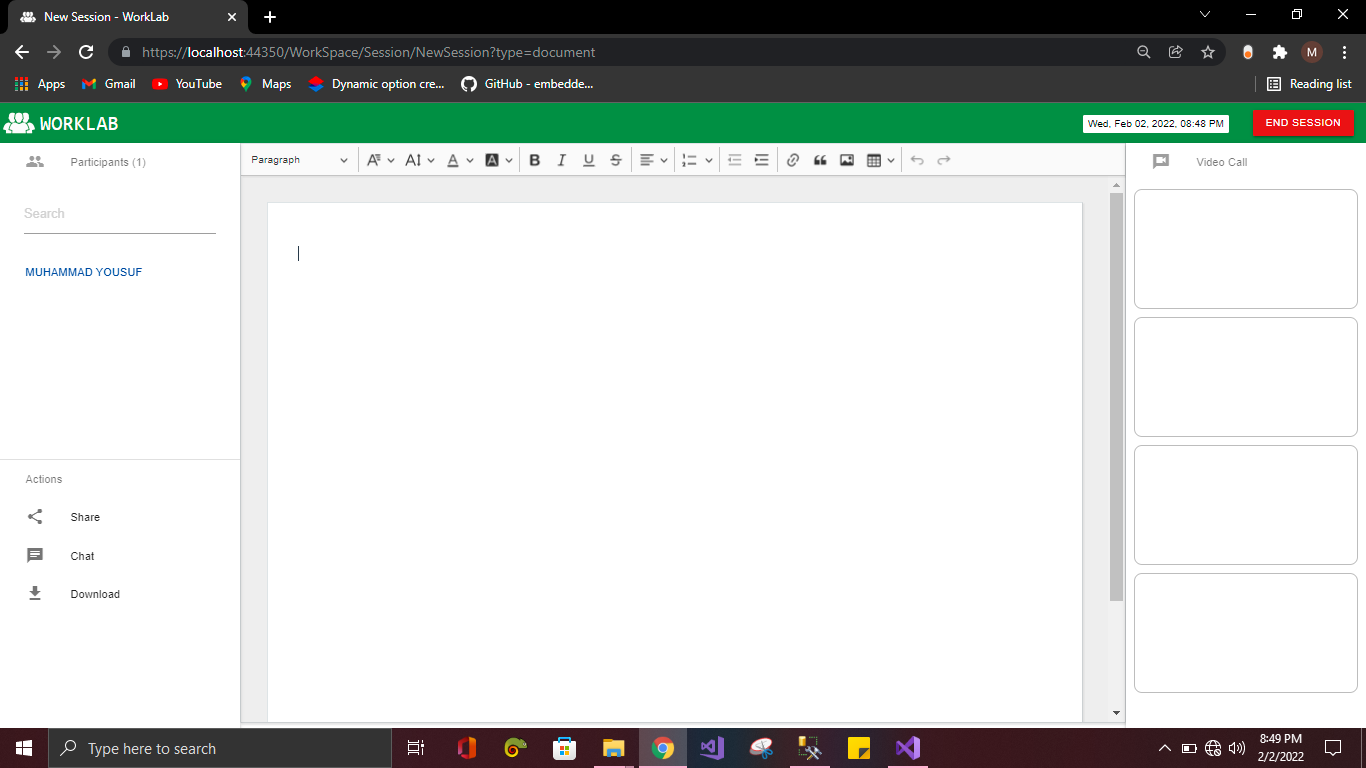 New Session - WorkLab
https://localhost:44350/WorkSpace/Session/NewSession?type=document
M
Apps
Gmail
YouTube
Maps
Dynamic option cre...
GitHub - embedde...
Reading list
WORKLAB
Wed, Feb 02, 2022, 08:48 PM
END SESSION
Participants (1)
Paragraph
Video Call
Search
MUHAMMAD YOUSUF
Actions
Share
Chat
Download
Type here to search
8:49 PM
2/2/2022